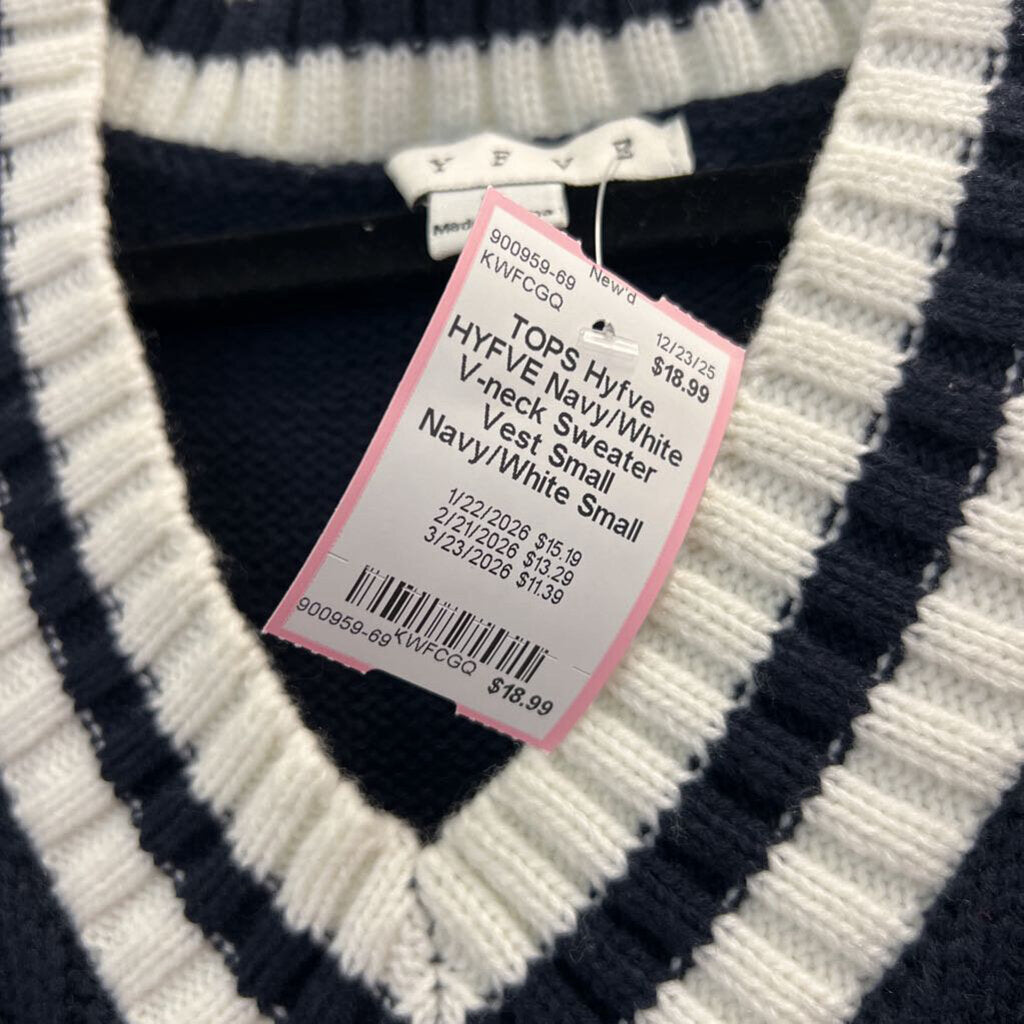 Y F V E
Mad
900959-69
New'd
KWFCGQ
12/23/25
$18.99
TOPS Hyfve
HYFVE Navy/White
V-neck Sweater
Vest Small
Navy/White Small
1/22/2026 $15.19
2/21/2026 $13.29
3/23/2026 $11.39
900959-69 KWFCGQ $18.99